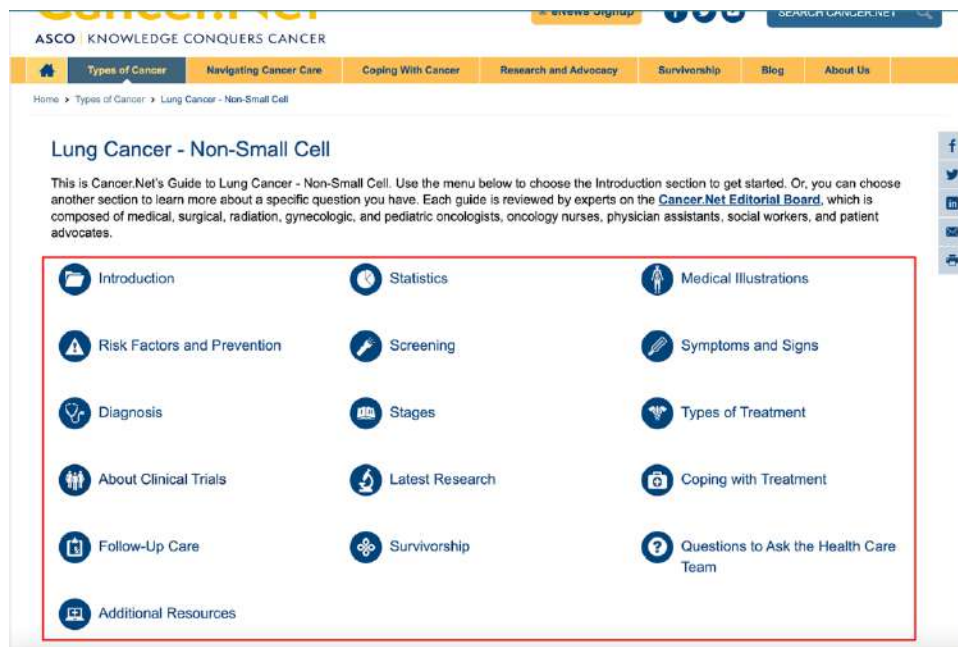 Cancer.Net
eNews Signup
SEARCH CANCER.NET
ASCO KNOWLEDGE CONQUERS CANCER
Types of Cancer Navigating Cancer Care Coping With Cancer Research and Advocacy Survivorship Blog About Us
Home > Types of Cancer > Lung Cancer - Non-Small Cell
Lung Cancer - Non-Small Cell
This is Cancer.Net's Guide to Lung Cancer - Non-Small Cell. Use the menu below to choose the Introduction section to get started. Or, you can choose
another section to learn more about a specific question you have. Each guide is reviewed by experts on the Cancer.Net Editorial Board, which is
composed of medical, surgical, radiation, gynecologic, and pediatric oncologists, oncology nurses, physician assistants, social workers, and patient
advocates.
Introduction Statistics Medical Illustrations
Risk Factors and Prevention Screening Symptoms and Signs
Diagnosis Stages Types of Treatment
About Clinical Trials Latest Research Coping with Treatment
Follow-Up Care Survivorship Questions to Ask the Health Care
Team
Additional Resources